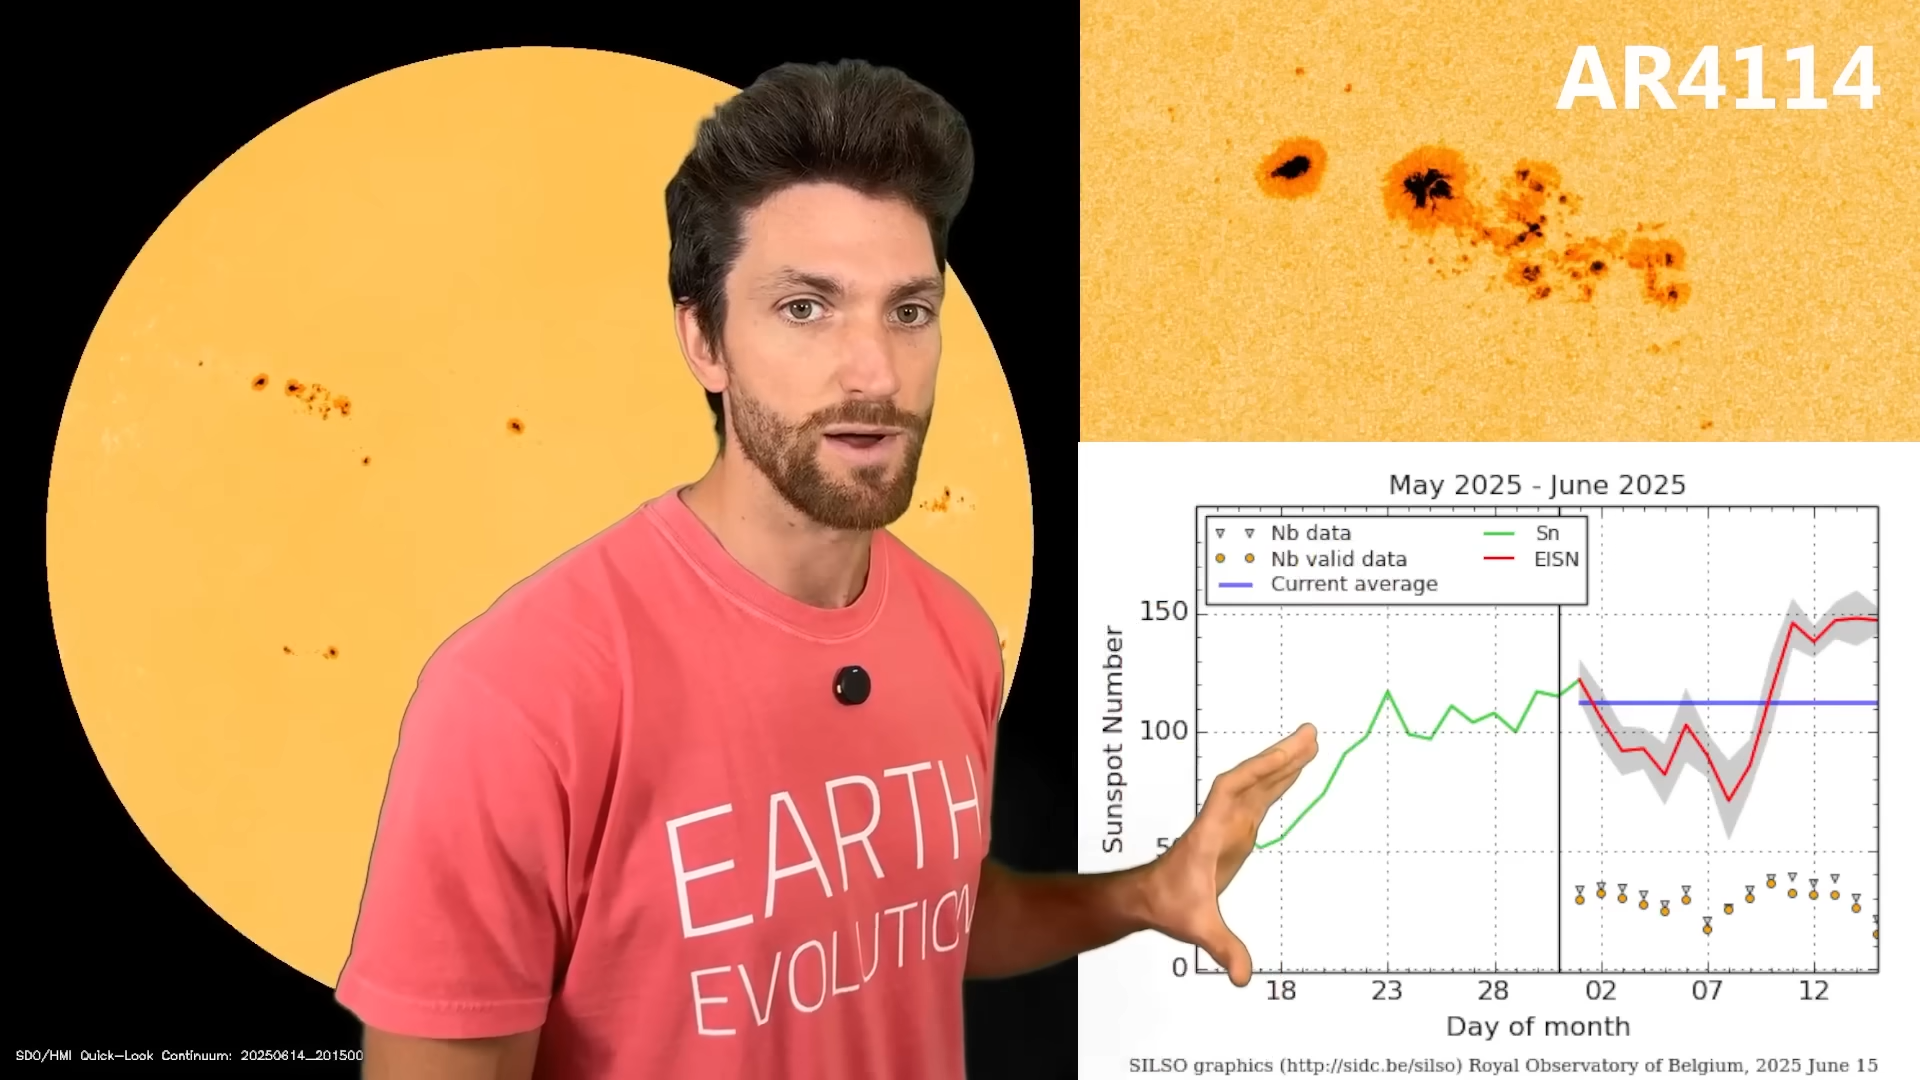 AR4114
May 2025 - June 2025
Nb data
Nb valid data
Current average
Sn
EISN
Sunspot Number
150
100
0
18 23 28 02 07 12
Day of month
SILSO graphics (http://sidc.be/silso) Royal Observatory of Belgium, 2025 June 15
EARTH
EVOLUTION
SDO/HMI Quick-Look Continuum: 20250614_201500